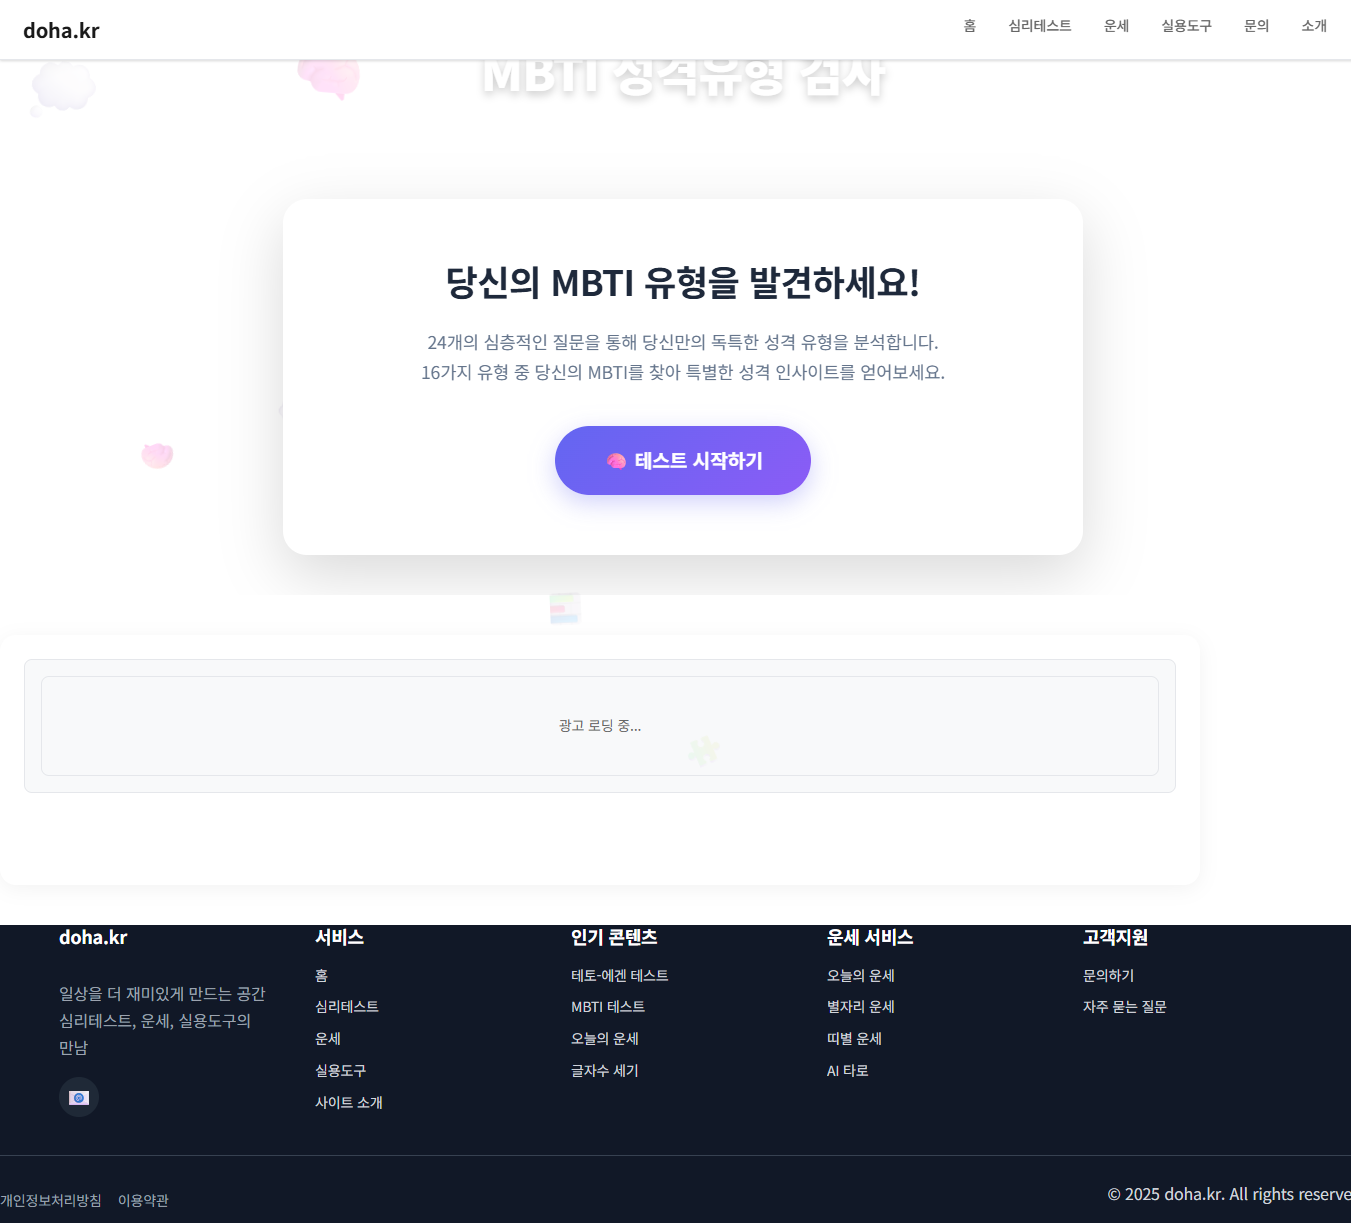 doha.kr
홈 심리테스트 운세 실용도구 문의 소개
MBTI 성격유형 검사
당신의 MBTI 유형을 발견하세요!
24개의 심층적인 질문을 통해 당신만의 독특한 성격 유형을 분석합니다.
16가지 유형 중 당신의 MBTI를 찾아 특별한 성격 인사이트를 얻어보세요.
테스트 시작하기
광고 로딩 중...
doha.kr
일상을 더 재미있게 만드는 공간
심리테스트, 운세, 실용도구의
만남
서비스
홈
심리테스트
운세
실용도구
사이트 소개
인기 콘텐츠
테토-에겐 테스트
MBTI 테스트
오늘의 운세
글자수 세기
운세 서비스
오늘의 운세
별자리 운세
띠별 운세
AI 타로
고객지원
문의하기
자주 묻는 질문
개인정보처리방침 이용약관
© 2025 doha.kr. All rights reserve